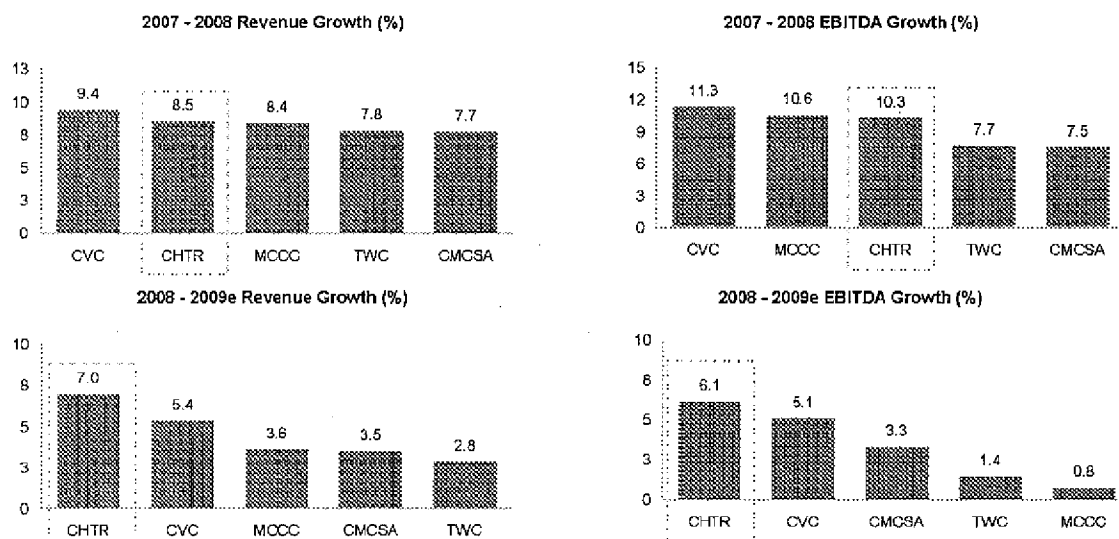 2007 - 2008 Revenue Growth (%)
13
10
8
5
3
0
9.4
8.5
8.4
7.8
7.7
CVC
CHTR
MCCC
TWC
CMCSA
2007 - 2008 EBITDA Growth (%)
15
12
9
6
3
0
11.3
10.6
10.3
7.7
7.5
CVC
MCCC
CHTR
TWC
CMCSA
2008 - 2009e Revenue Growth (%)
10
8
5
3
0
7.0
5.4
3.6
3.5
2.8
CHTR
CVC
MCCC
CMCSA
TWC
2008 - 2009e EBITDA Growth (%)
10
8
5
3
0
6.1
5.1
3.3
1.4
0.8
CHTR
CVC
CMCSA
TWC
MCCC